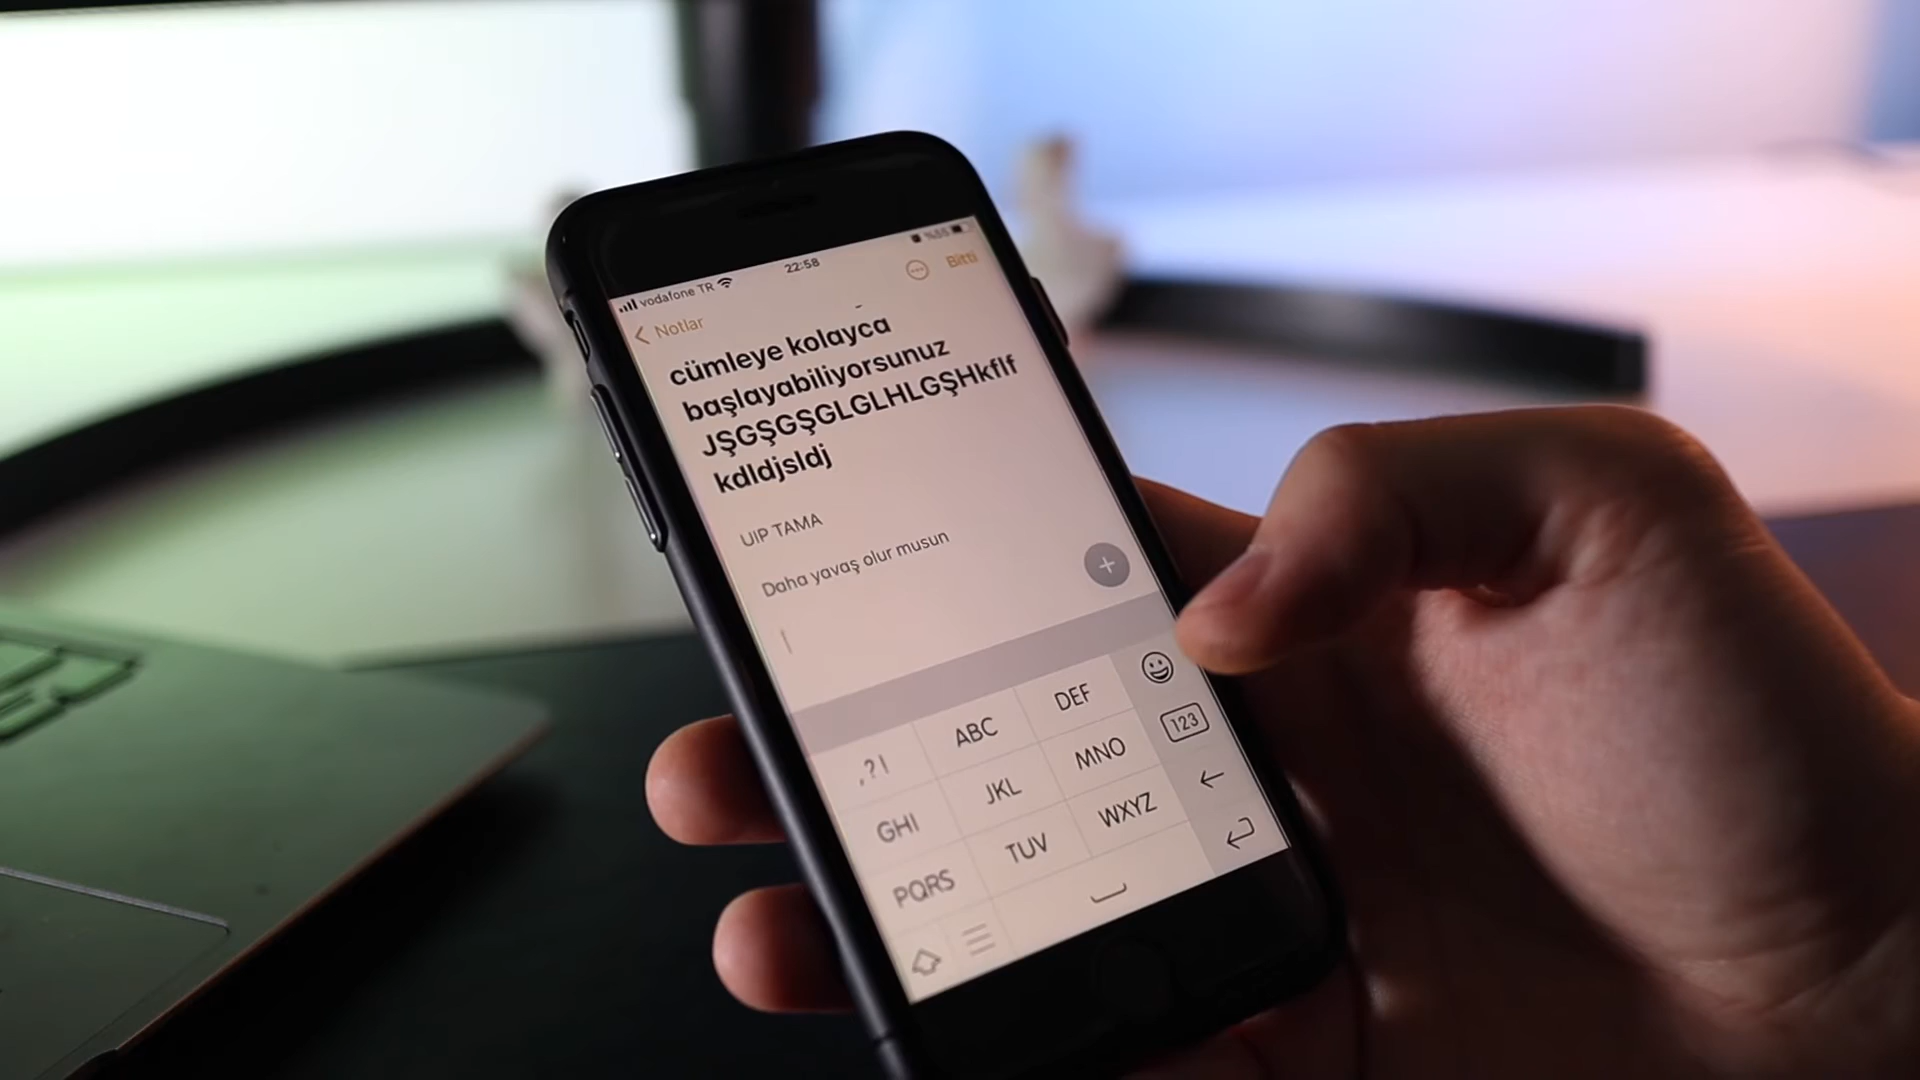 vodafone TR
22:58
%55
Notlar
Bitti
cümleye kolayca
başlayabiliyorsunuz
JŞGŞGŞGLGLHLGŞHkflf
kdldjsldj
UIP TAMA
Daha yavaş olur musun
,?!
ABC
DEF
GHI
JKL
MNO
123
PQRS
TUV
WXYZ